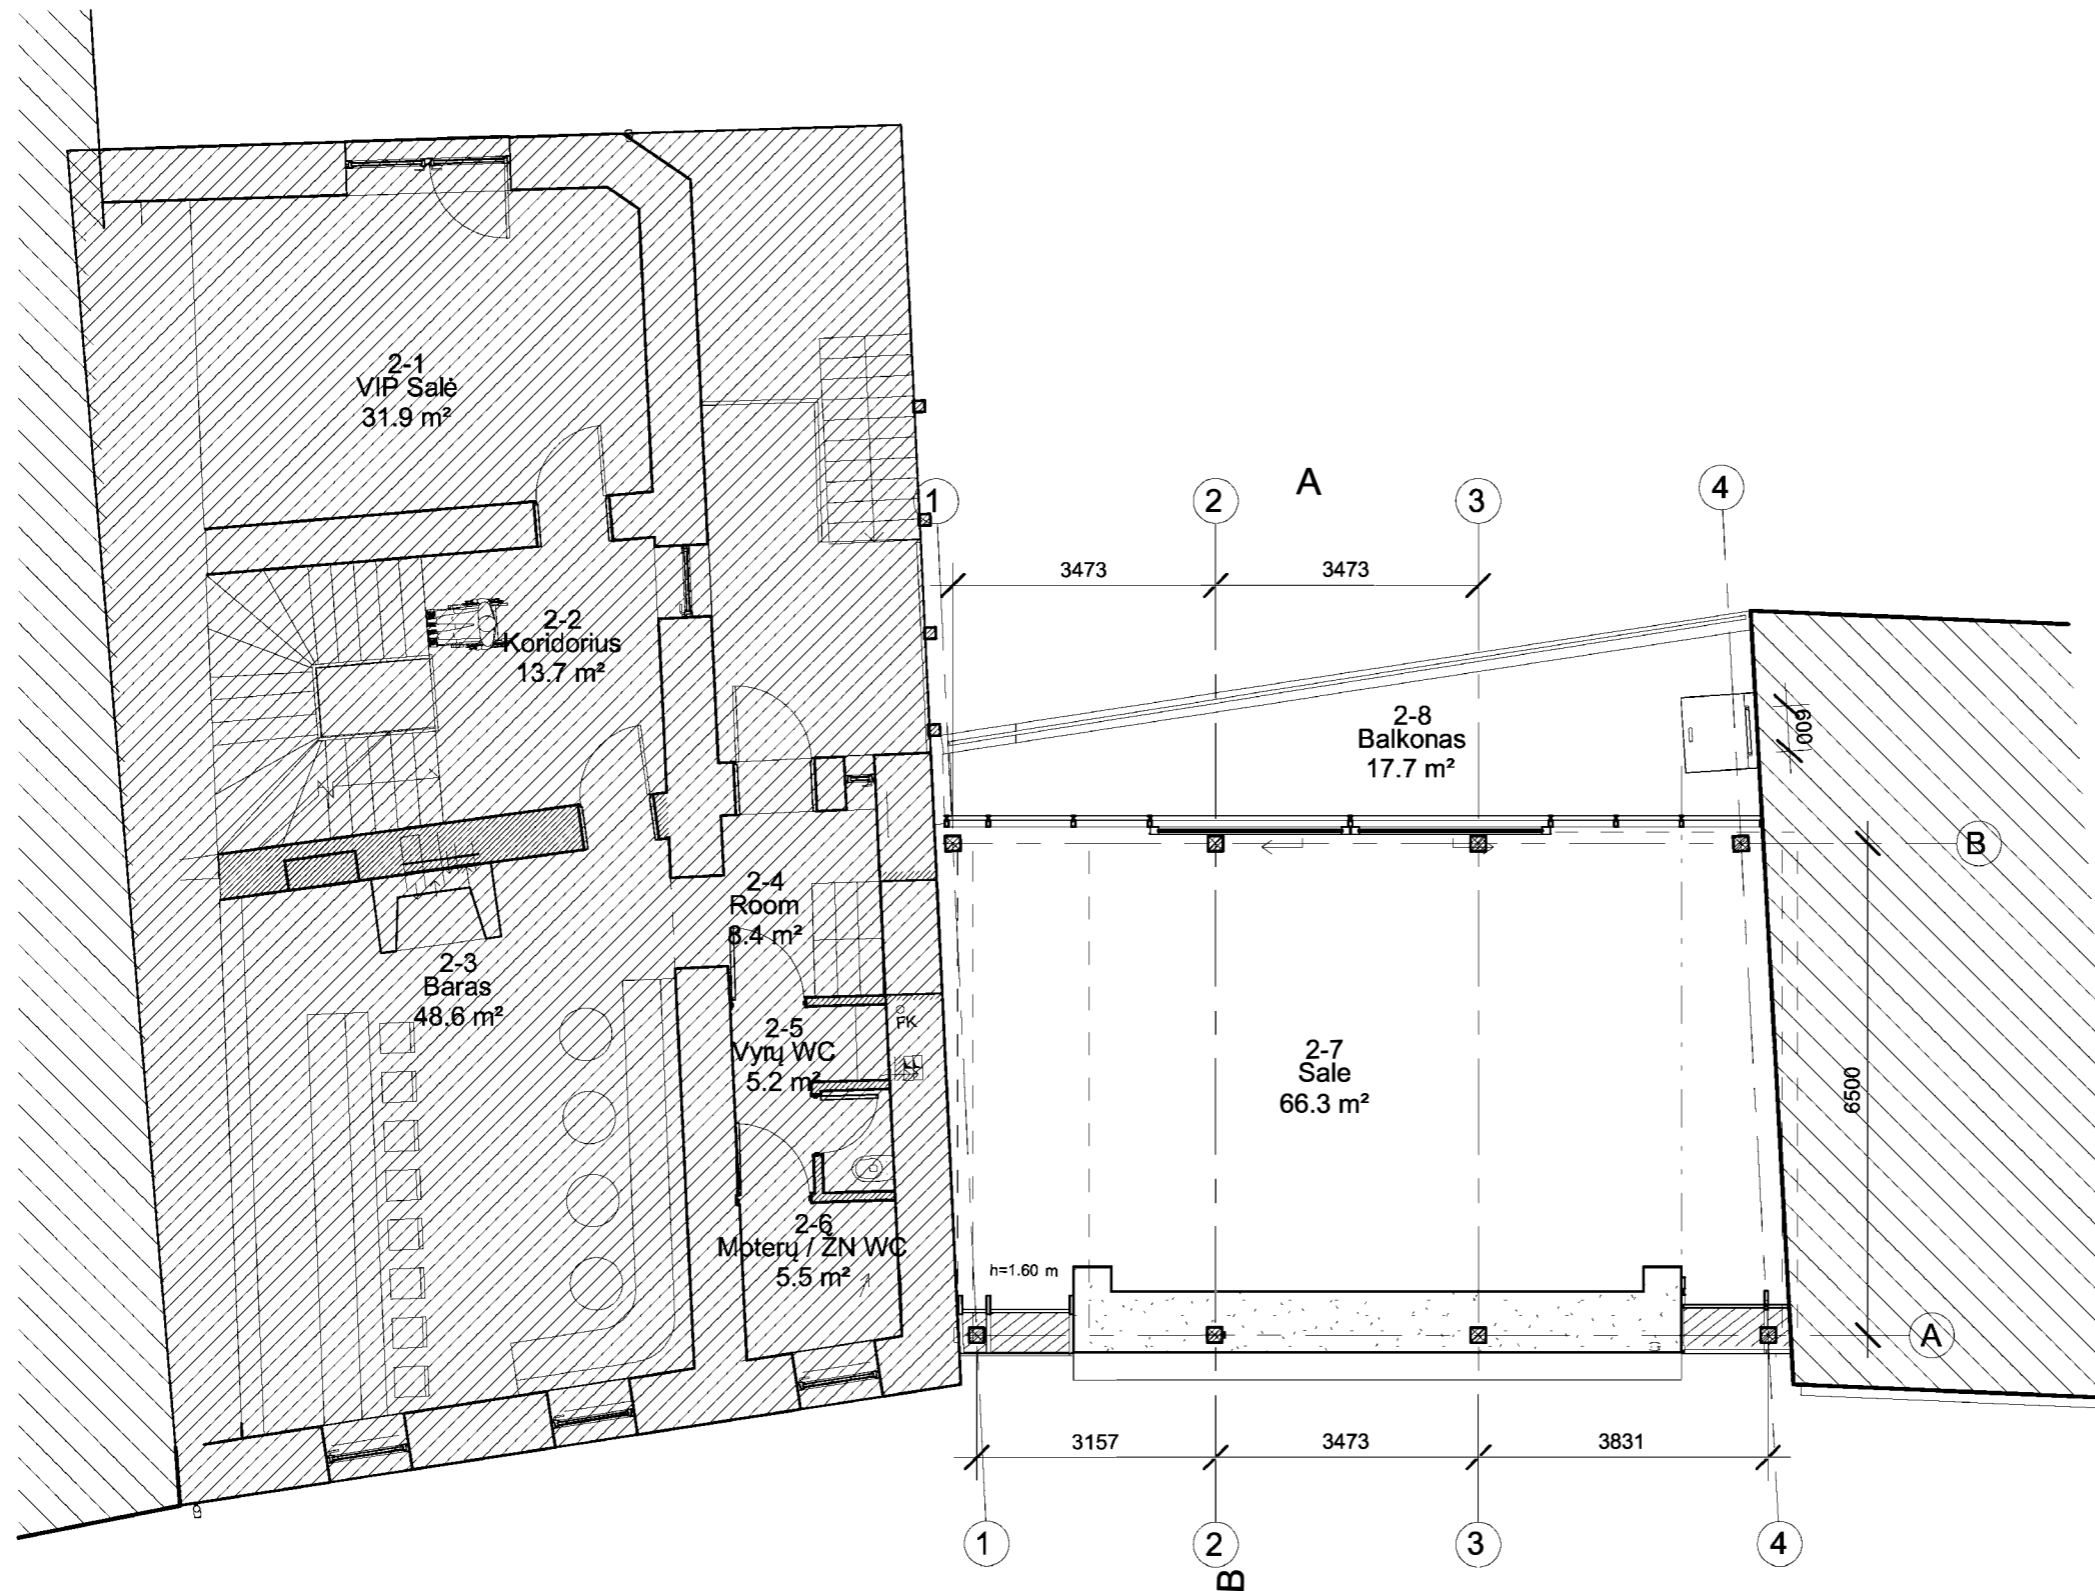 2-1
VIP Salė
31.9 m²
1
2
A
3
4
3473
3473
2-2
Koridorius
13.7 m²
2-8
Balkonas
17.7 m²
600
B
2-4
Room
8.4 m²
2-3
Baras
48.6 m²
FK
2-5
Vyrų WC
5.2 m²
2-7
Sale
66.3 m²
6500
2-6
Moterų / ŽN WC
5.5 m²
h=1.60 m
A
3157
3473
3831
1
2
3
4
B